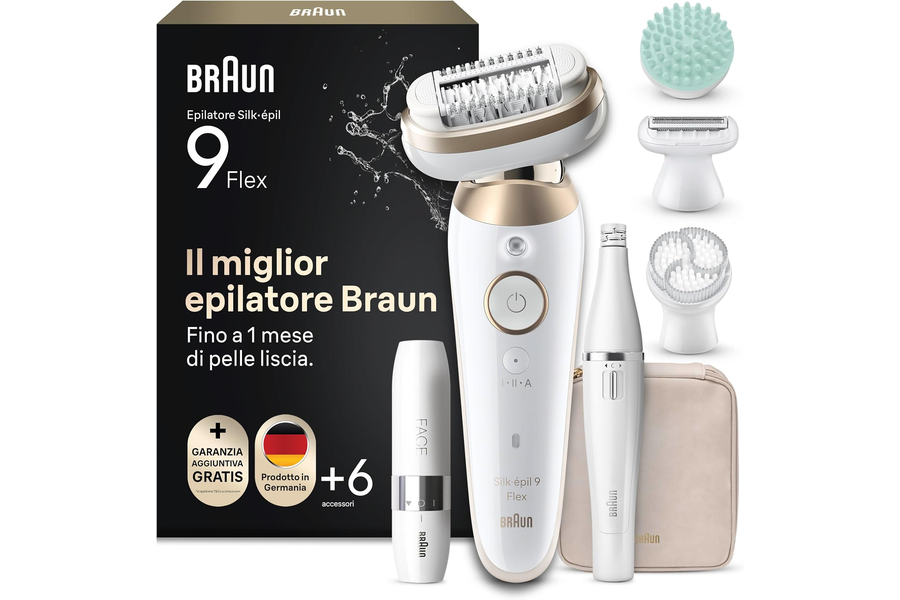 BRAUN
BRAUN
Epilatore Silk·épil
9 Flex
Il miglior
epilatore Braun
Fino a 1 mese
di pelle liscia.
+
GARANZIA
AGGIUNTIVA
GRATIS
Prodotto in
Germania
+6
accessori
FACE
BRAUN
I·II·A
Silk·épil 9
Flex
BRAUN
BRAUN